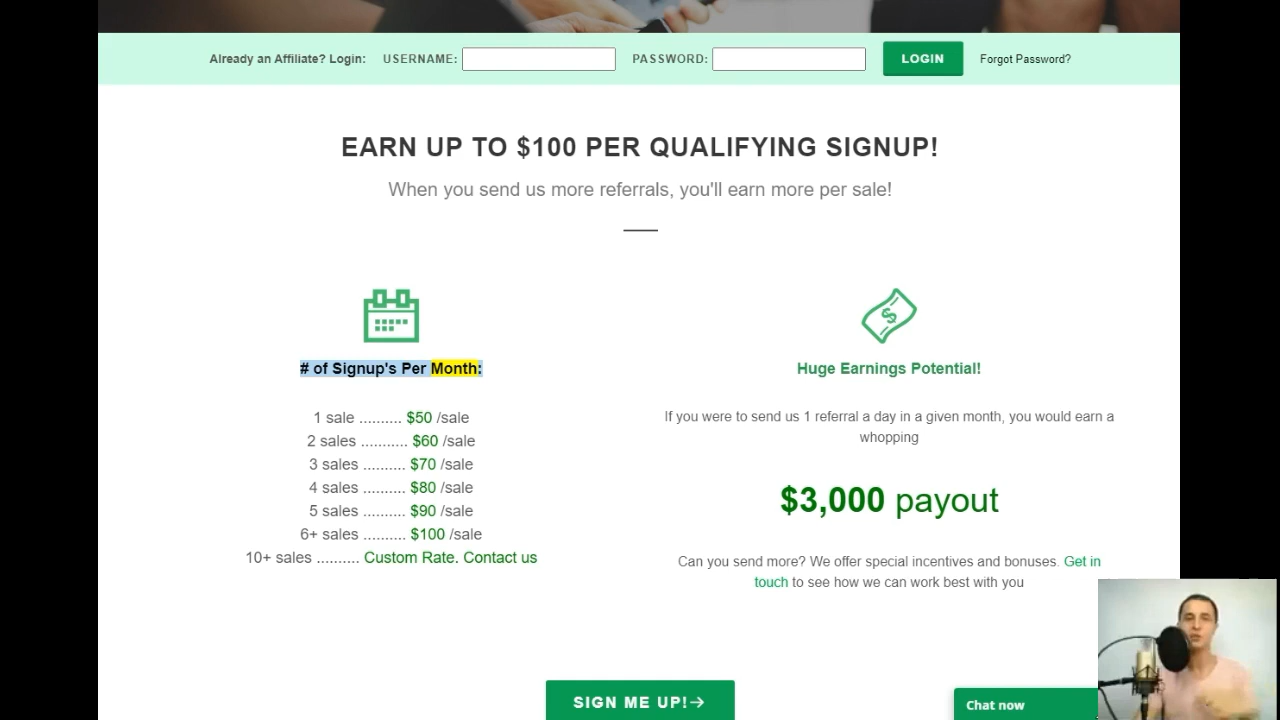 Already an Affiliate? Login: USERNAME: PASSWORD: LOGIN Forgot Password?
EARN UP TO $100 PER QUALIFYING SIGNUP!
When you send us more referrals, you'll earn more per sale!
# of Signup's Per Month:
1 sale .......... $50 /sale
2 sales ........... $60 /sale
3 sales .......... $70 /sale
4 sales .......... $80 /sale
5 sales .......... $90 /sale
6+ sales .......... $100 /sale
10+ sales .......... Custom Rate. Contact us
Huge Earnings Potential!
If you were to send us 1 referral a day in a given month, you would earn a
whopping
$3,000 payout
Can you send more? We offer special incentives and bonuses. Get in
touch to see how we can work best with you
SIGN ME UP!→
Chat now